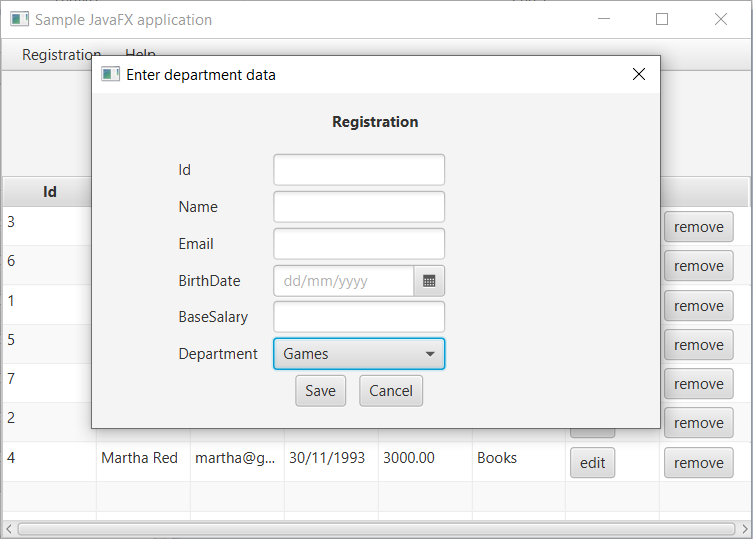 Sample JavaFX application
Registration Help
Enter department data
Registration
Id
Name
Email
BirthDate dd/mm/yyyy
BaseSalary
Department Games
Save Cancel
Id
3 remove
6 remove
1 remove
5 remove
7 remove
2 remove
4 Martha Red martha@g... 30/11/1993 3000.00 Books edit remove